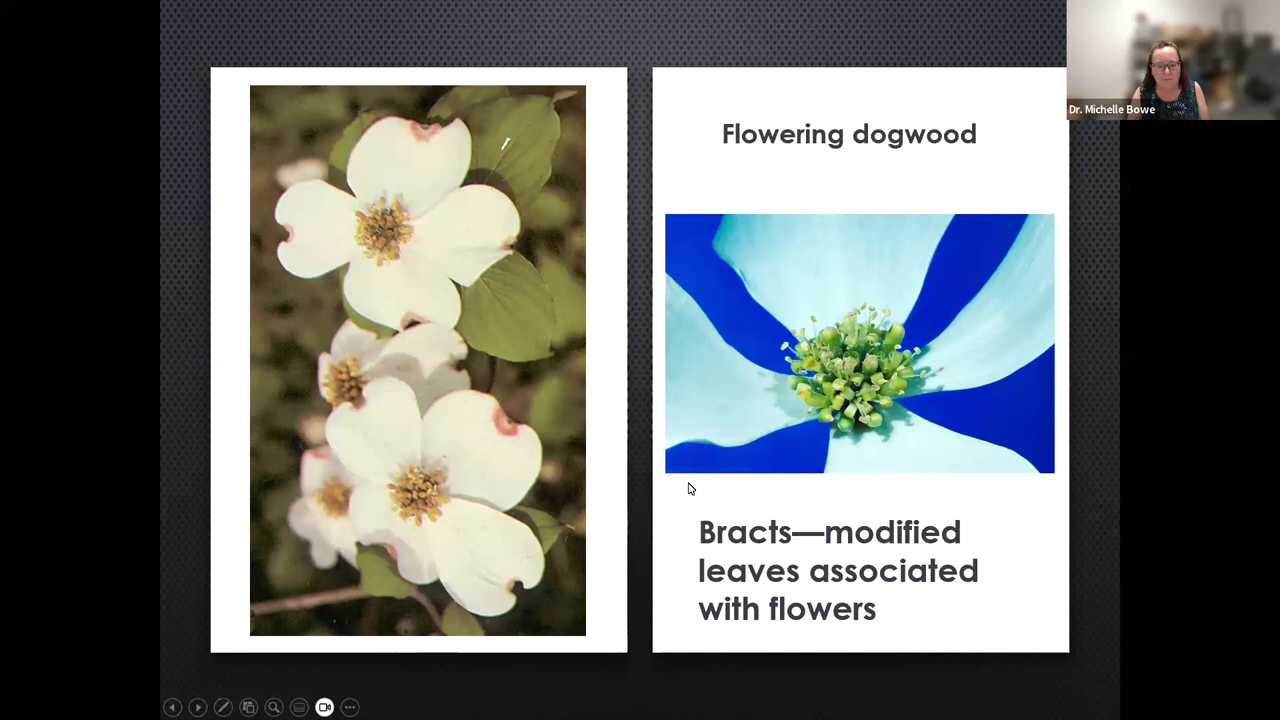 Dr. Michelle Bowe
Flowering dogwood
Bracts—modified
leaves associated
with flowers